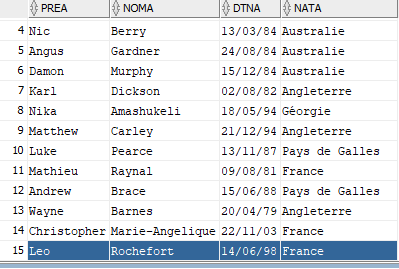 PREA NOMA DTNA NATA
4 Nic Berry 13/03/84 Australie
5 Angus Gardner 24/08/84 Australie
6 Damon Murphy 15/12/84 Australie
7 Karl Dickson 02/08/82 Angleterre
8 Nika Amashukeli 18/05/94 Géorgie
9 Matthew Carley 21/12/94 Angleterre
10 Luke Pearce 13/11/87 Pays de Galles
11 Mathieu Raynal 09/08/81 France
12 Andrew Brace 15/06/88 Pays de Galles
13 Wayne Barnes 20/04/79 Angleterre
14 Christopher Marie-Angelique 22/11/03 France
15 Leo Rochefort 14/06/98 France